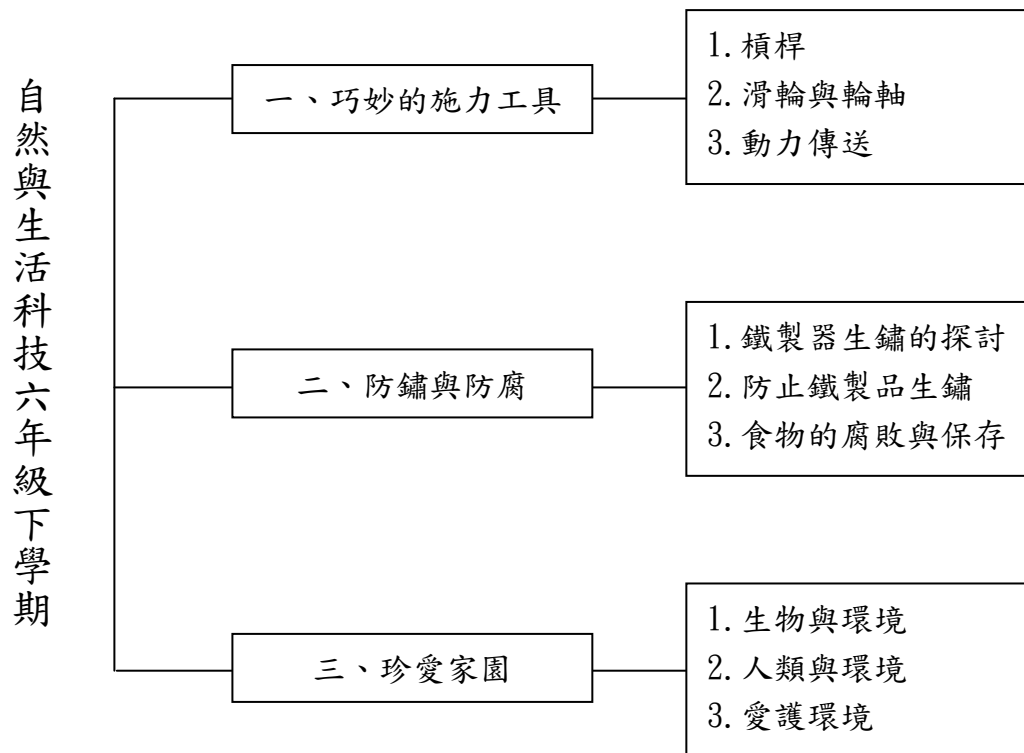 自然與生活科技六年級下學期
一、巧妙的施力工具
1.槓桿
2.滑輪與輪軸
3.動力傳送
二、防鏽與防腐
1.鐵製器生鏽的探討
2.防止鐵製品生鏽
3.食物的腐敗與保存
三、珍愛家園
1.生物與環境
2.人類與環境
3.愛護環境